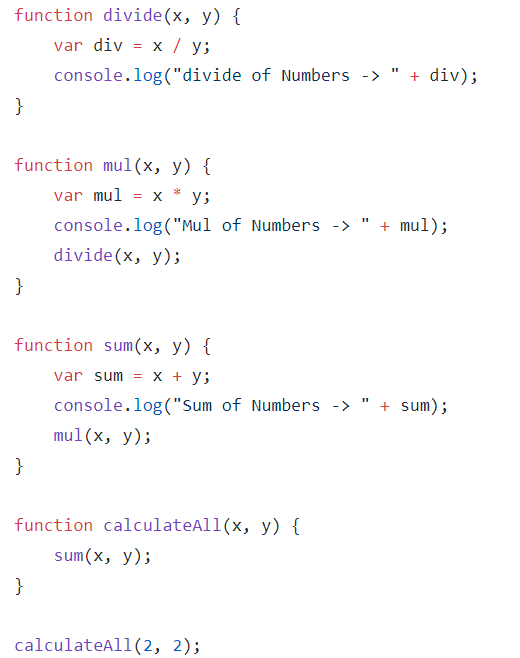 function divide(x, y) {
    var div = x / y;
    console.log("divide of Numbers -> " + div);
}

function mul(x, y) {
    var mul = x * y;
    console.log("Mul of Numbers -> " + mul);
    divide(x, y);
}

function sum(x, y) {
    var sum = x + y;
    console.log("Sum of Numbers -> " + sum);
    mul(x, y);
}

function calculateAll(x, y) {
    sum(x, y);
}

calculateAll(2, 2);